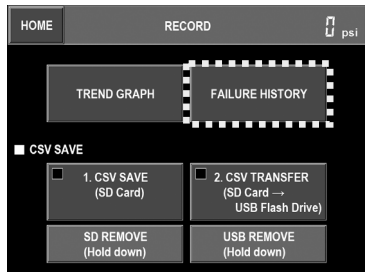 HOME
RECORD
0 psi
TREND GRAPH
FAILURE HISTORY
CSV SAVE
1. CSV SAVE
(SD Card)
2. CSV TRANSFER
(SD Card →
USB Flash Drive)
SD REMOVE
(Hold down)
USB REMOVE
(Hold down)